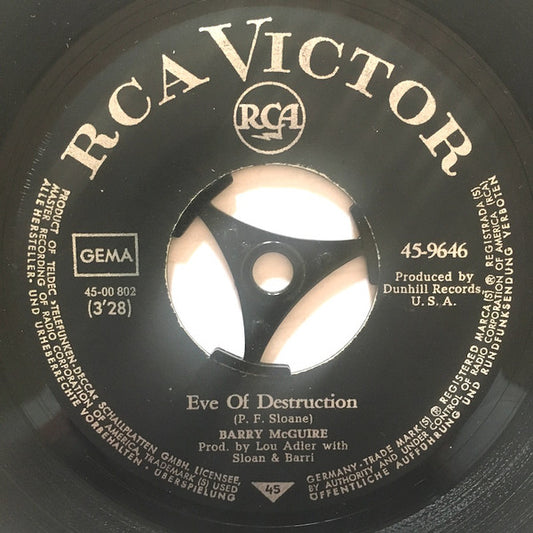 RCA VICTOR
RCA
GEMA
45-00 802
(3'28)
45-9646
Produced by
Dunhill Records
U. S. A.
Eve Of Destruction
(P. F. Sloane)
BARRY McGUIRE
Prod. by Lou Adler with
Sloan & Barri
45
PRODUCT OF TELDEC »TELEFUNKEN-DECCA« SCHALLPLATTEN GMBH. LICENSEE,
MASTER RECORDING OF RADIO CORPORATION OF AMERICA, TRADEMARK (S) USED
ALLE HERSTELLER- UND URHEBERRECHTE VORBEHALTEN · ÜBERSPIELUNG
GERMANY - TRADE MARK(S) ® REGISTERED MARCA(S) ® REGISTRADA(S)
BY AUTHORITY AND UNDER CONTROL OF RADIO CORPORATION OF AMERICA (RCA)
ÖFFENTLICHE AUFFÜHRUNG UND RUNDFUNKSENDUNG VERBOTEN